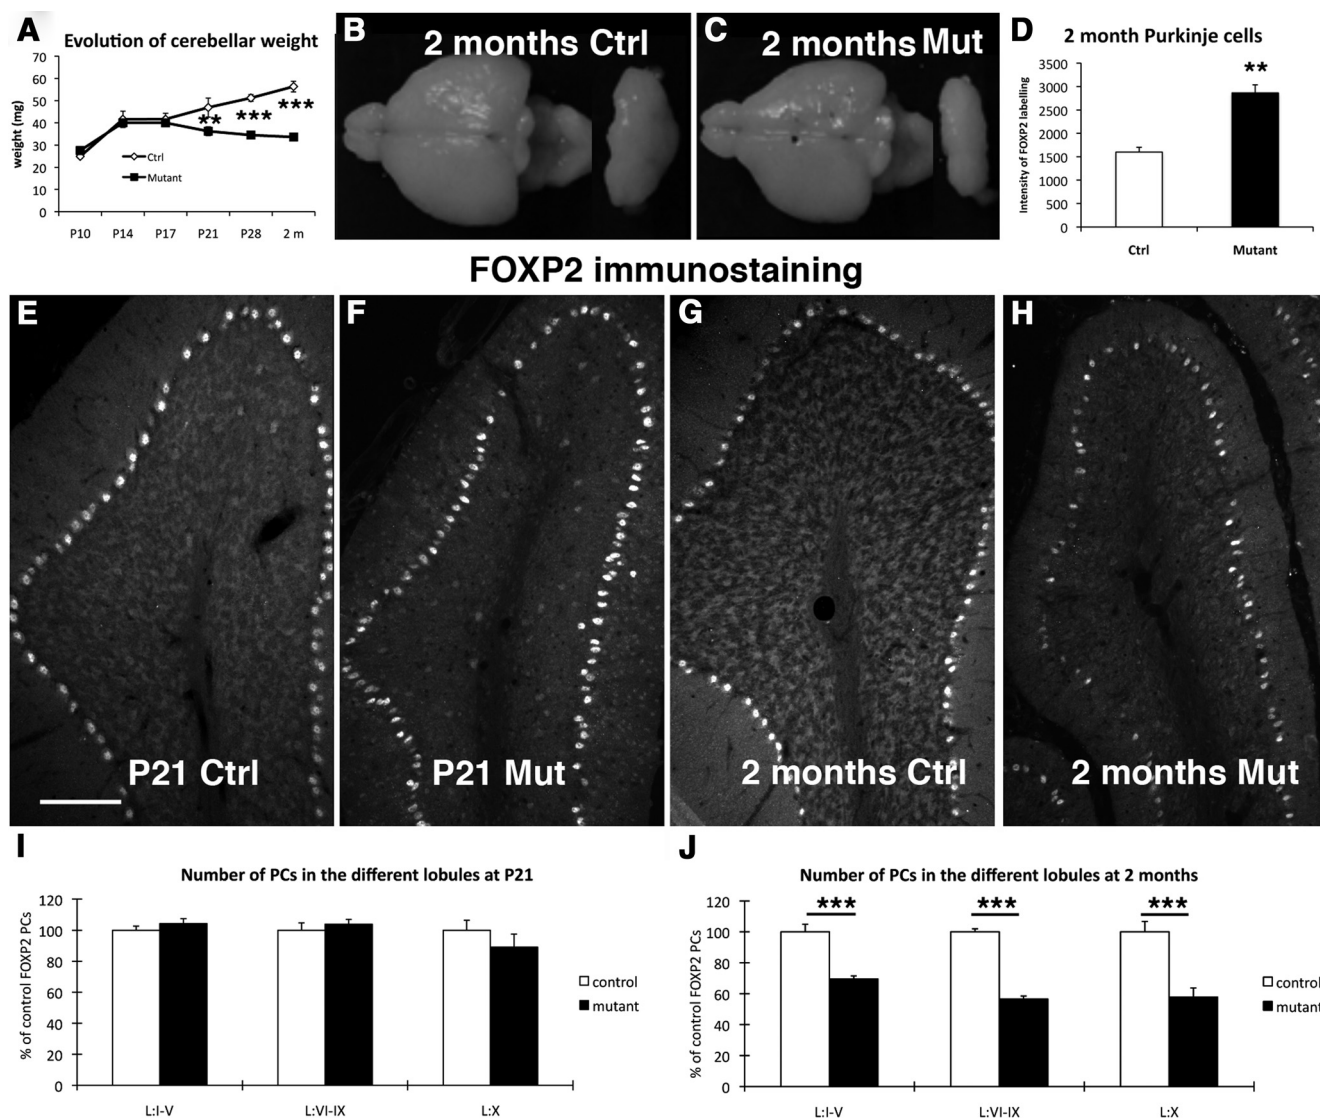 A
Evolution of cerebellar weight
weight (mg)
70
60
50
40
30
20
10
0
**
***
***
Ctrl
Mutant
P10 P14 P17 P21 P28 2 m
B
2 months Ctrl
C
2 months Mut
D
2 month Purkinje cells
Intensity of FOXP2 labelling
3500
3000
2500
2000
1500
1000
500
0
**
Ctrl Mutant
FOXP2 immunostaining
E
P21 Ctrl
F
P21 Mut
G
2 months Ctrl
H
2 months Mut
I
Number of PCs in the different lobules at P21
% of control FOXP2 PCs
120
100
80
60
40
20
0
control
mutant
L:I-V L:VI-IX L:X
J
Number of PCs in the different lobules at 2 months
% of control FOXP2 PCs
120
100
80
60
40
20
0
*** *** ***
control
mutant
L:I-V L:VI-IX L:X